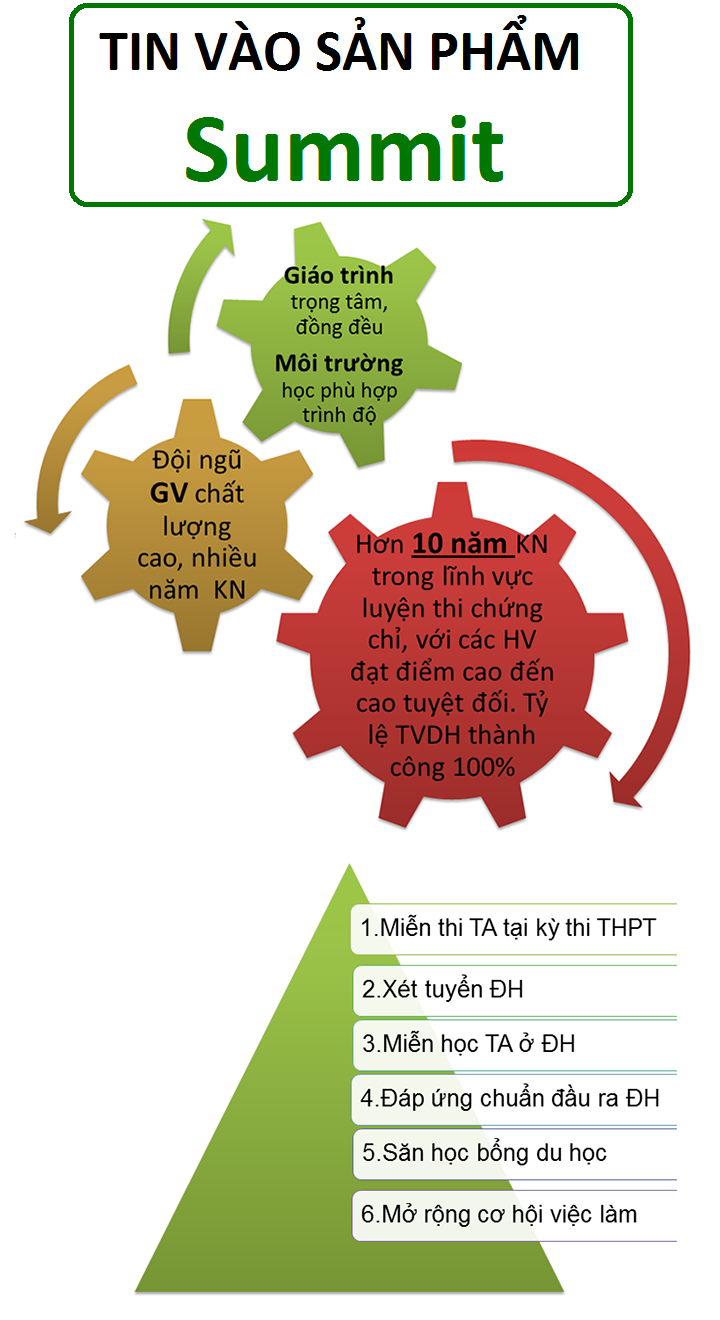 TIN VÀO SẢN PHẨM
Summit
Giáo trình
trọng tâm,
đồng đều
Môi trường
học phù hợp
trình độ
Đội ngũ
GV chất
lượng
cao, nhiều
năm KN
Hơn 10 năm KN
trong lĩnh vực
luyện thi chứng
chỉ, với các HV
đạt điểm cao đến
cao tuyệt đối. Tỷ
lệ TVDH thành
công 100%
1.Miễn thi TA tại kỳ thi THPT
2.Xét tuyển ĐH
3.Miễn học TA ở ĐH
4.Đáp ứng chuẩn đầu ra ĐH
5.Săn học bổng du học
6.Mở rộng cơ hội việc làm